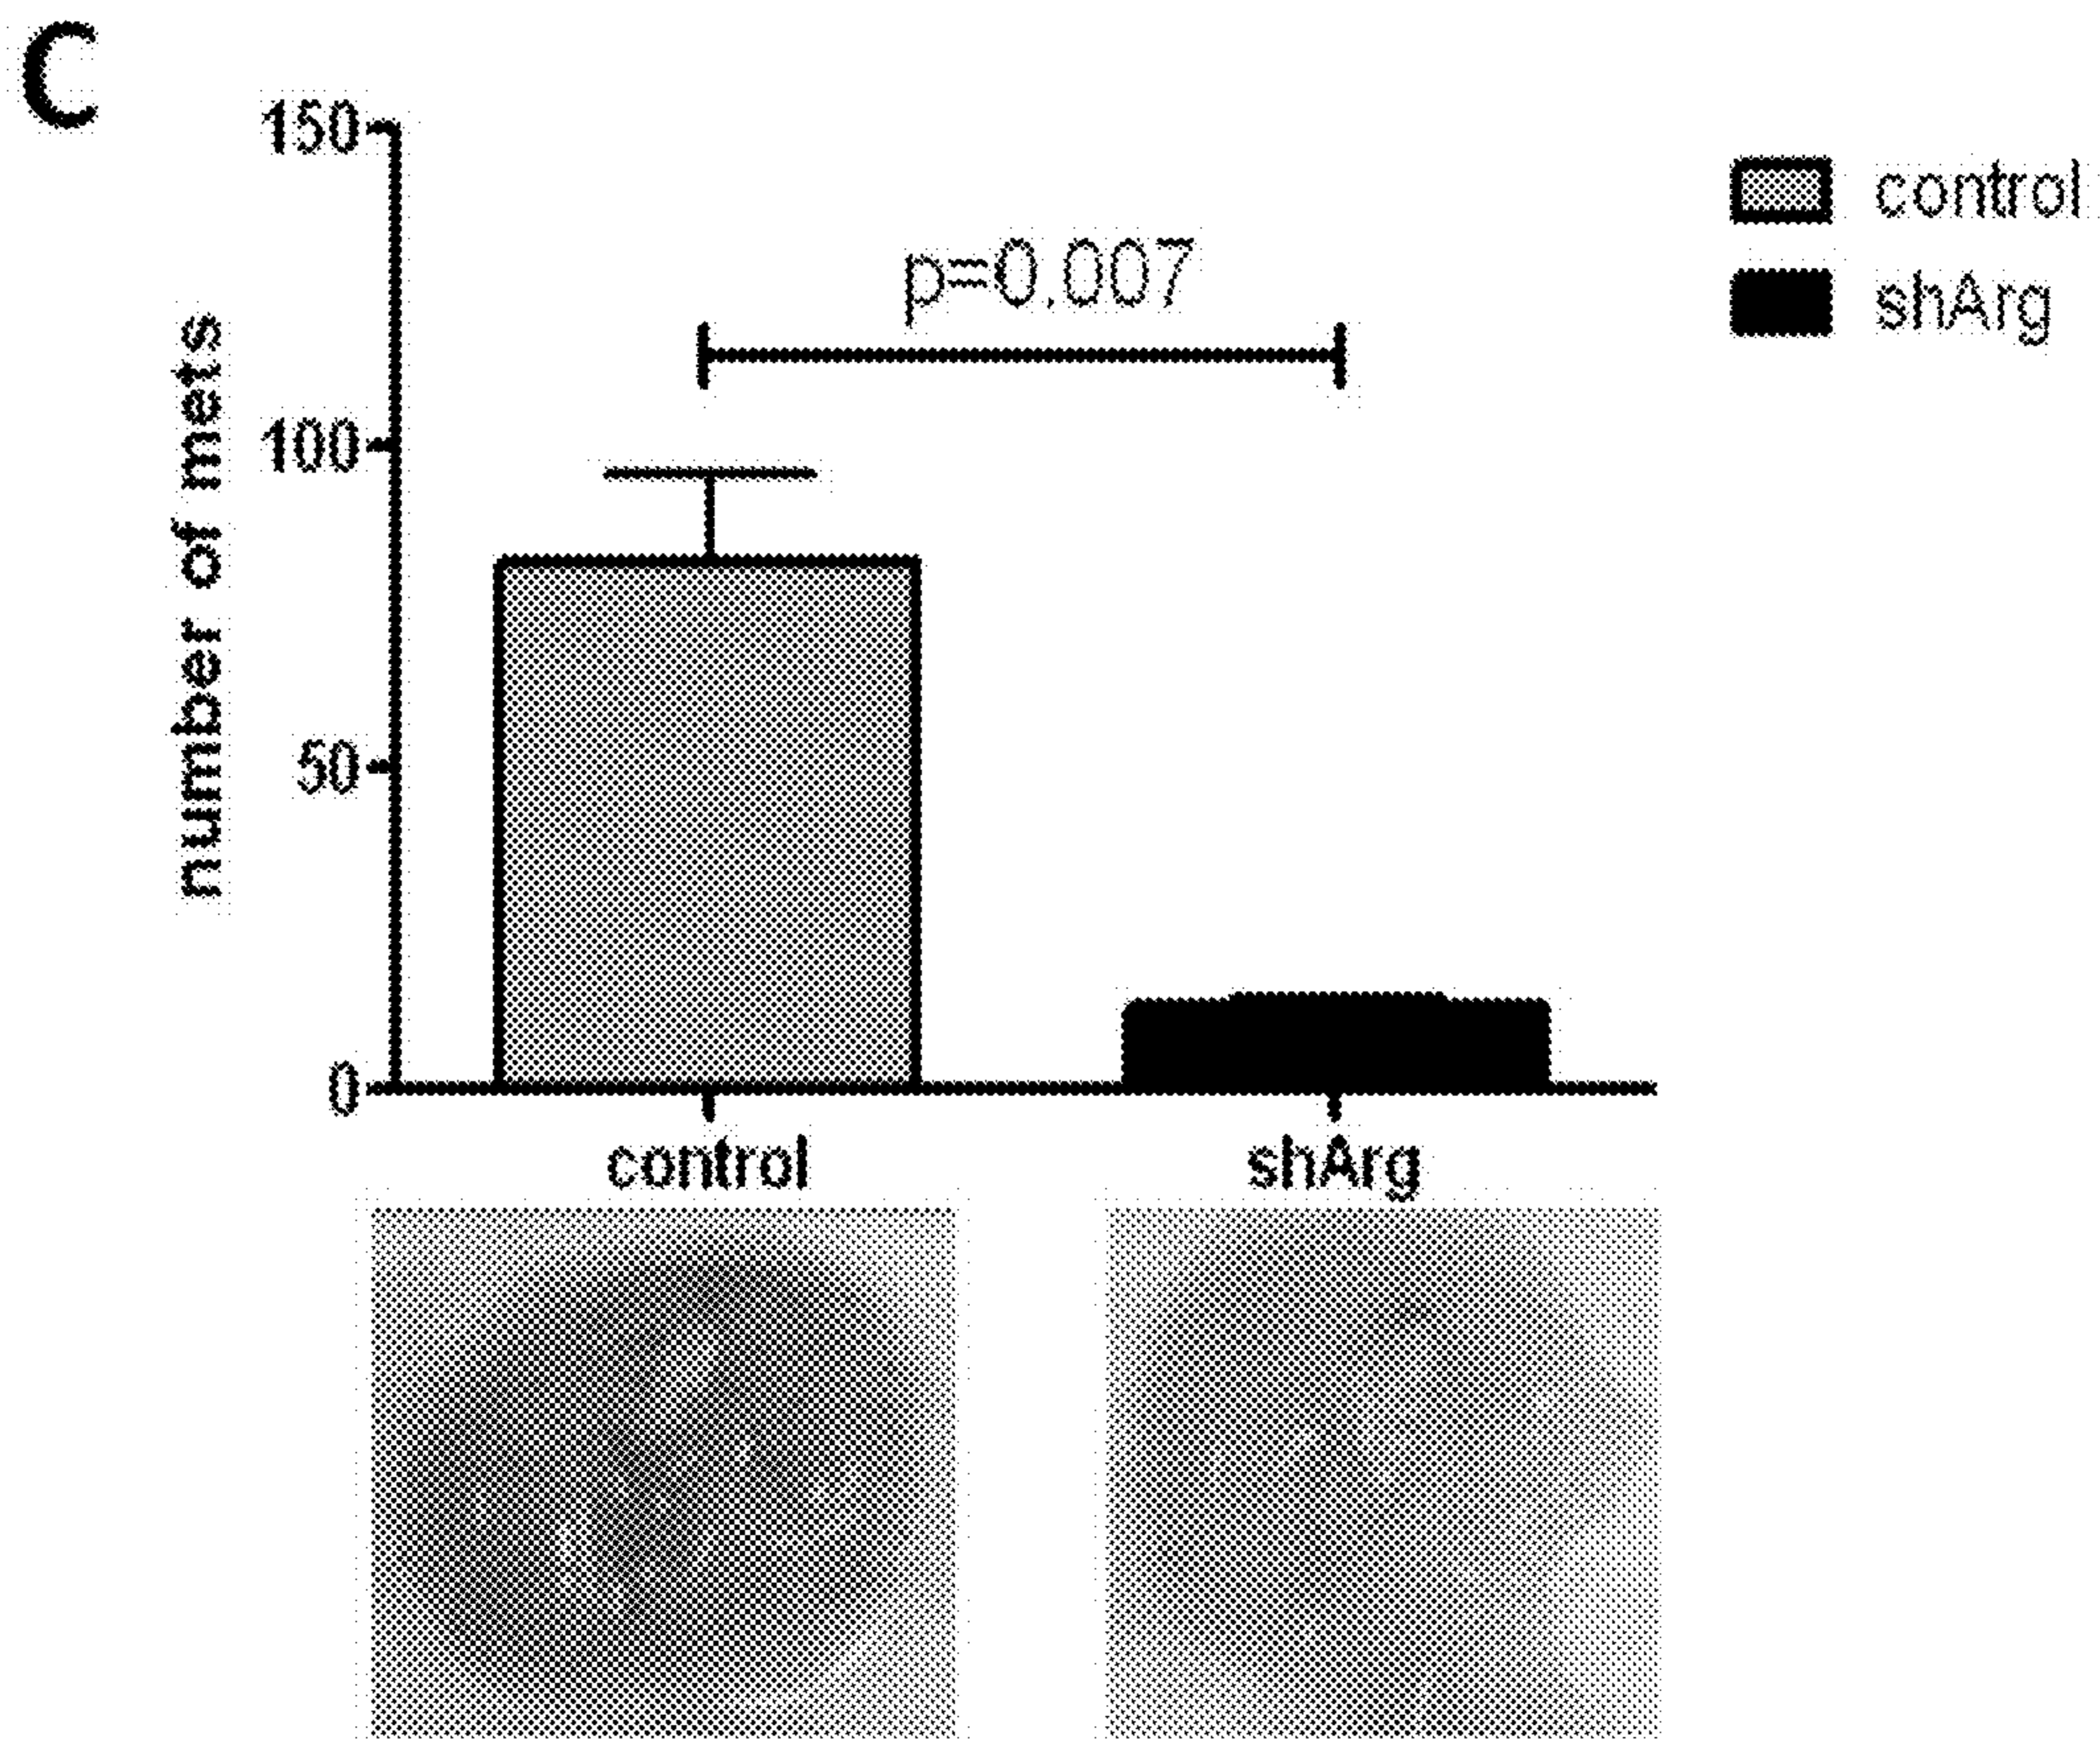 C
150
100
50
0
number of mets
p=0.007
control
shArg
control
shArg